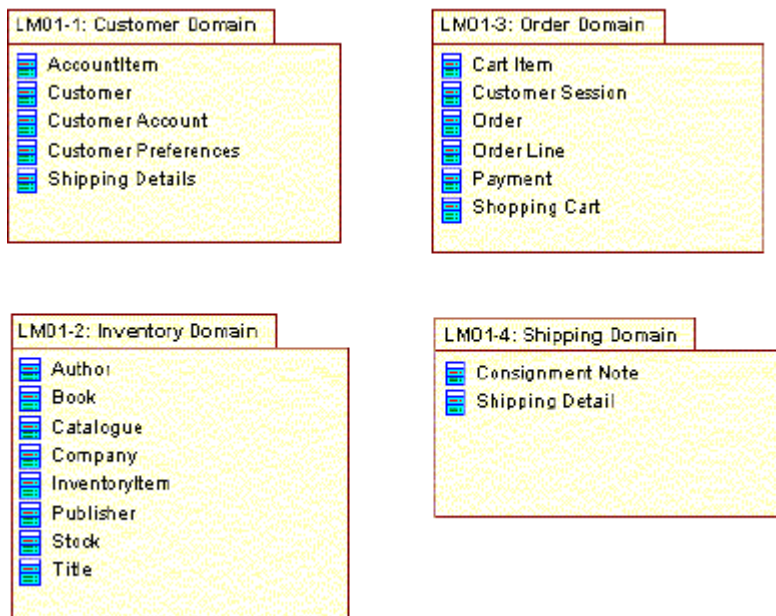 LM01-1: Customer Domain
AccountItem
Customer
Customer Account
Customer Preferences
Shipping Details
LM01-3: Order Domain
Cart Item
Customer Session
Order
Order Line
Payment
Shopping Cart
LM01-2: Inventory Domain
Author
Book
Catalogue
Company
InventoryItem
Publisher
Stock
Title
LM01-4: Shipping Domain
Consignment Note
Shipping Detail